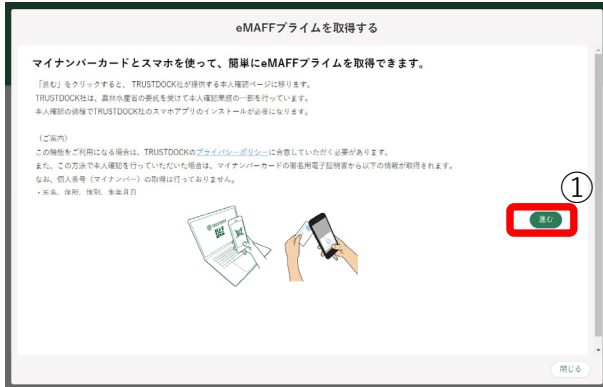 eMAFFプライムを取得する
マイナンバーカードとスマホを使って、簡単にeMAFFプライムを取得できます。
「進む」をクリックすると、TRUSTDOCK社が提供する本人確認ページに移ります。
TRUSTDOCK社は、農林水産省の委託を受けて本人確認業務の一部を行っています。
本人確認の過程でTRUSTDOCK社のスマホアプリのインストールが必要になります。
（ご案内）
この機能をご利用になる場合は、TRUSTDOCKのプライバシーポリシーに合意していただく必要があります。
また、この方法で本人確認を行っていただいた場合は、マイナンバーカードの署名用電子証明書から以下の情報が取得されます。
なお、個人番号（マイナンバー）の取得は行っておりません。
・氏名、住所、性別、生年月日
①
進む
閉じる